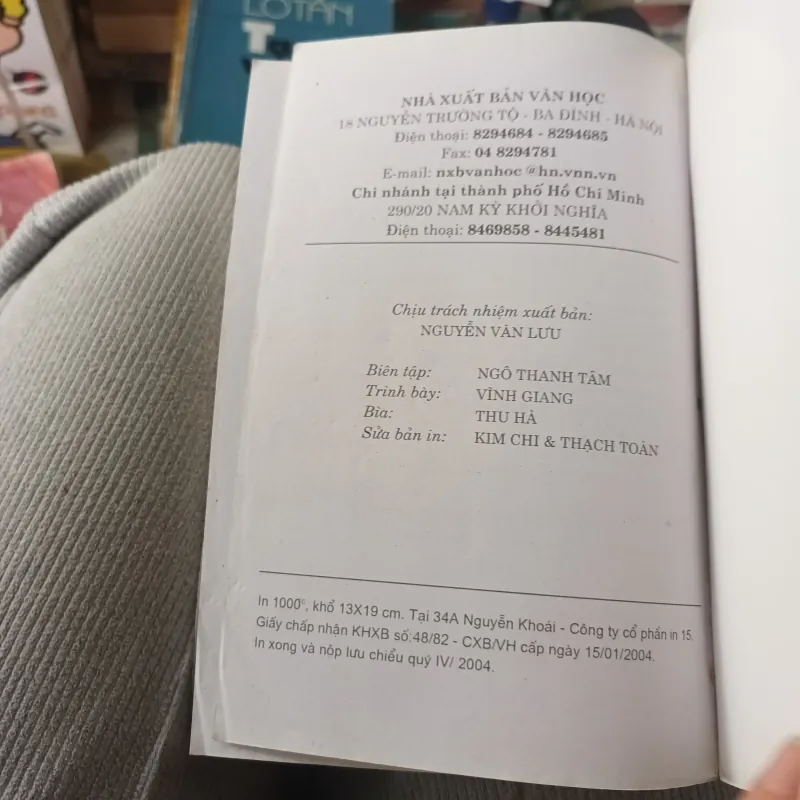 LỖ TẤN
NHÀ XUẤT BẢN VĂN HỌC
18 NGUYỄN TRƯỜNG TỘ - BA ĐÌNH - HÀ NỘI
Điện thoại: 8294684 - 8294685
Fax: 04 8294781
E-mail: nxbvanhoc@hn.vnn.vn
Chi nhánh tại thành phố Hồ Chí Minh
290/20 NAM KỲ KHỞI NGHĨA
Điện thoại: 8469858 - 8445481
Chịu trách nhiệm xuất bản:
NGUYỄN VĂN LƯU
Biên tập: NGÔ THANH TÂM
Trình bày: VĨNH GIANG
Bìa: THU HÀ
Sửa bản in: KIM CHI & THẠCH TOÀN
In 1000c, khổ 13X19 cm. Tại 34A Nguyễn Khoái - Công ty cổ phần in 15.
Giấy chấp nhân KHXB số:48/82 - CXB/VH cấp ngày 15/01/2004.
In xong và nộp lưu chiểu quý IV/ 2004.